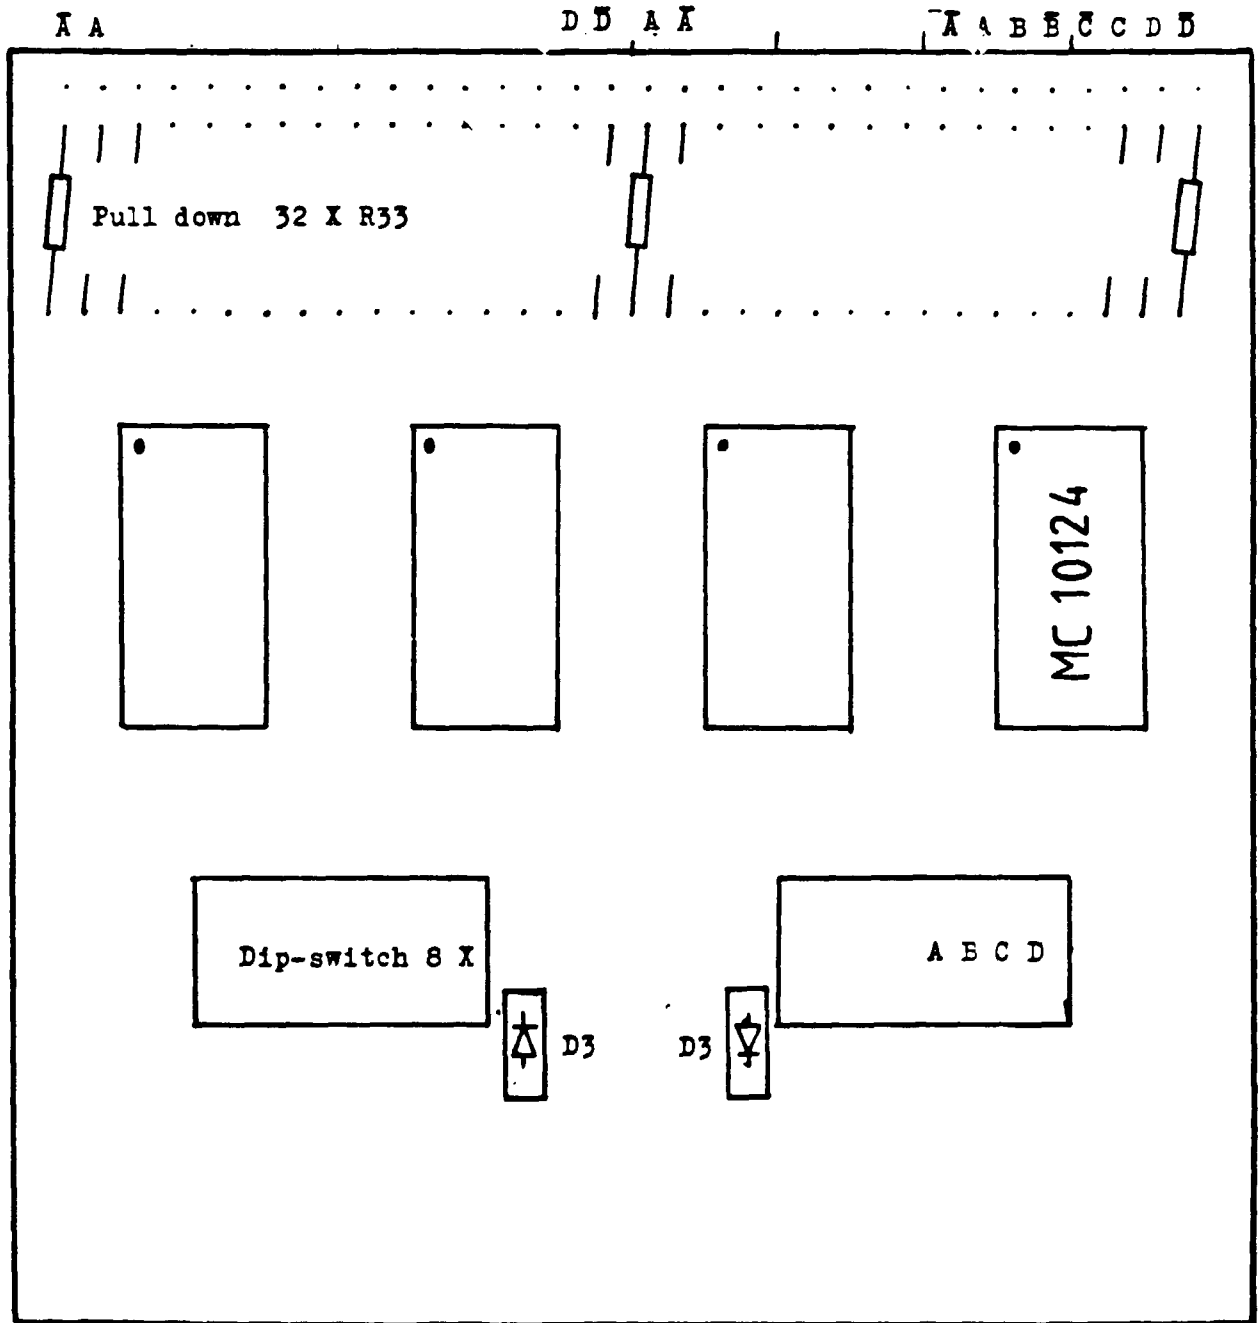 Ā A D D̄ A Ā Ā A B B̄ C̄ C D D̄
Pull down 32 X R33
MC 10124
Dip-switch 8 X
A B C D
D3
D3